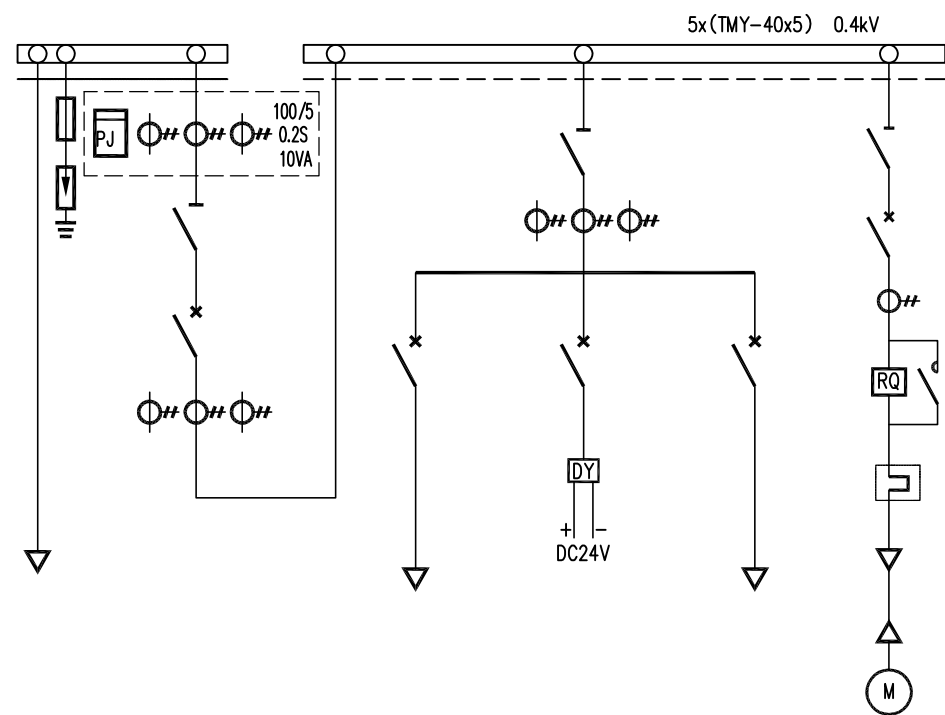 5x(TMY-40x5) 0.4kV
PJ
100/5
0.2S
10VA
RQ
DY
+ -
DC24V
M